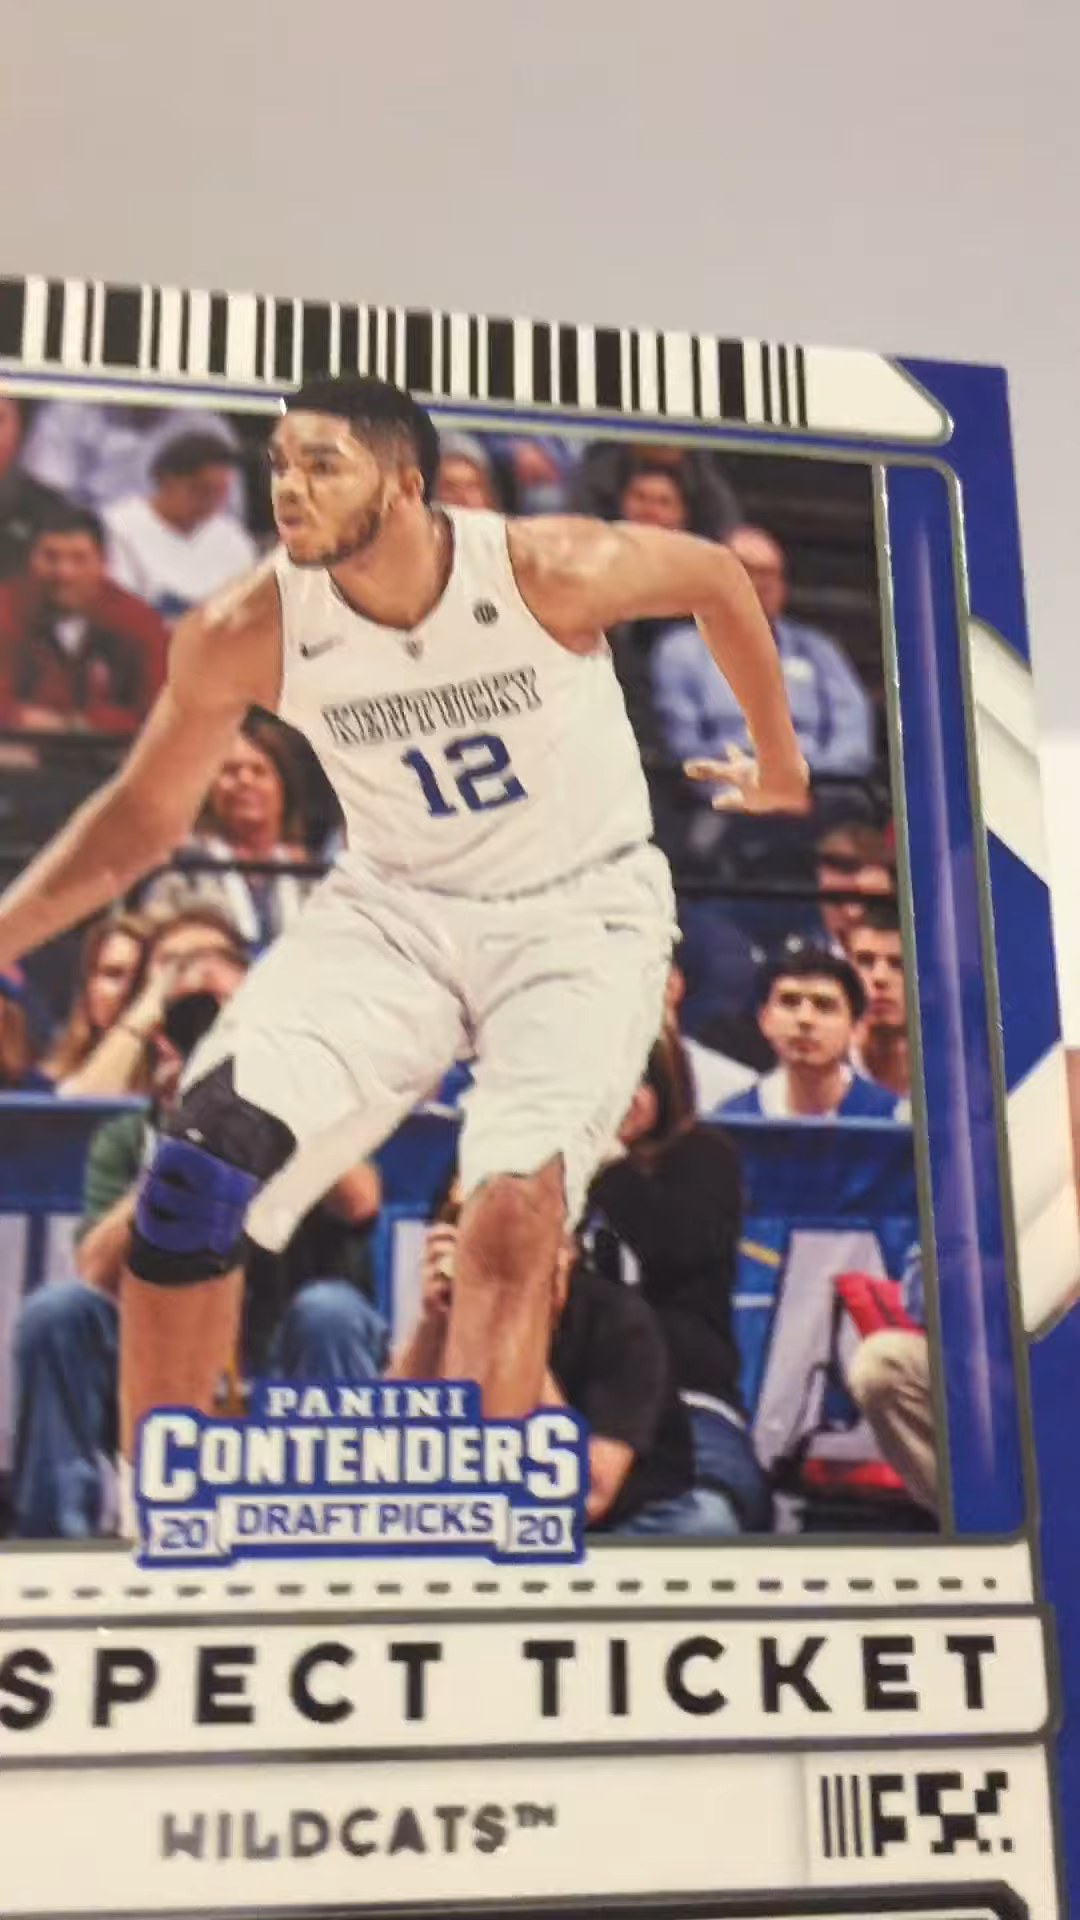 KENTUCKY
12
PANINI
CONTENDERS
20 DRAFT PICKS 20
SPECT TICKET
WILDCATS™